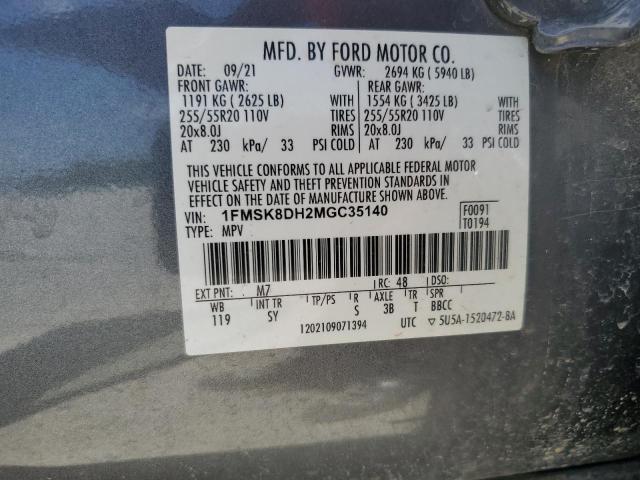 MFD. BY FORD MOTOR CO.
DATE: 09/21 GVWR: 2694 KG ( 5940 LB)
FRONT GAWR: REAR GAWR:
1191 KG ( 2625 LB) WITH 1554 KG ( 3425 LB) WITH
255/55R20 110V TIRES 255/55R20 110V TIRES
20x8.0J RIMS 20x8.0J RIMS
AT 230 kPa/ 33 PSI COLD AT 230 kPa/ 33 PSI COLD
THIS VEHICLE CONFORMS TO ALL APPLICABLE FEDERAL MOTOR
VEHICLE SAFETY AND THEFT PREVENTION STANDARDS IN
EFFECT ON THE DATE OF MANUFACTURE SHOWN ABOVE.
VIN: 1FMSK8DH2MGC35140 F0091
TYPE: MPV T0194
EXT PNT: M7 RC: 48 DSO:
WB INT TR TP/PS R AXLE TR SPR
119 SY S 3B T BBCC
1202109071394 UTC ▽ 5U5A-1520472-BA